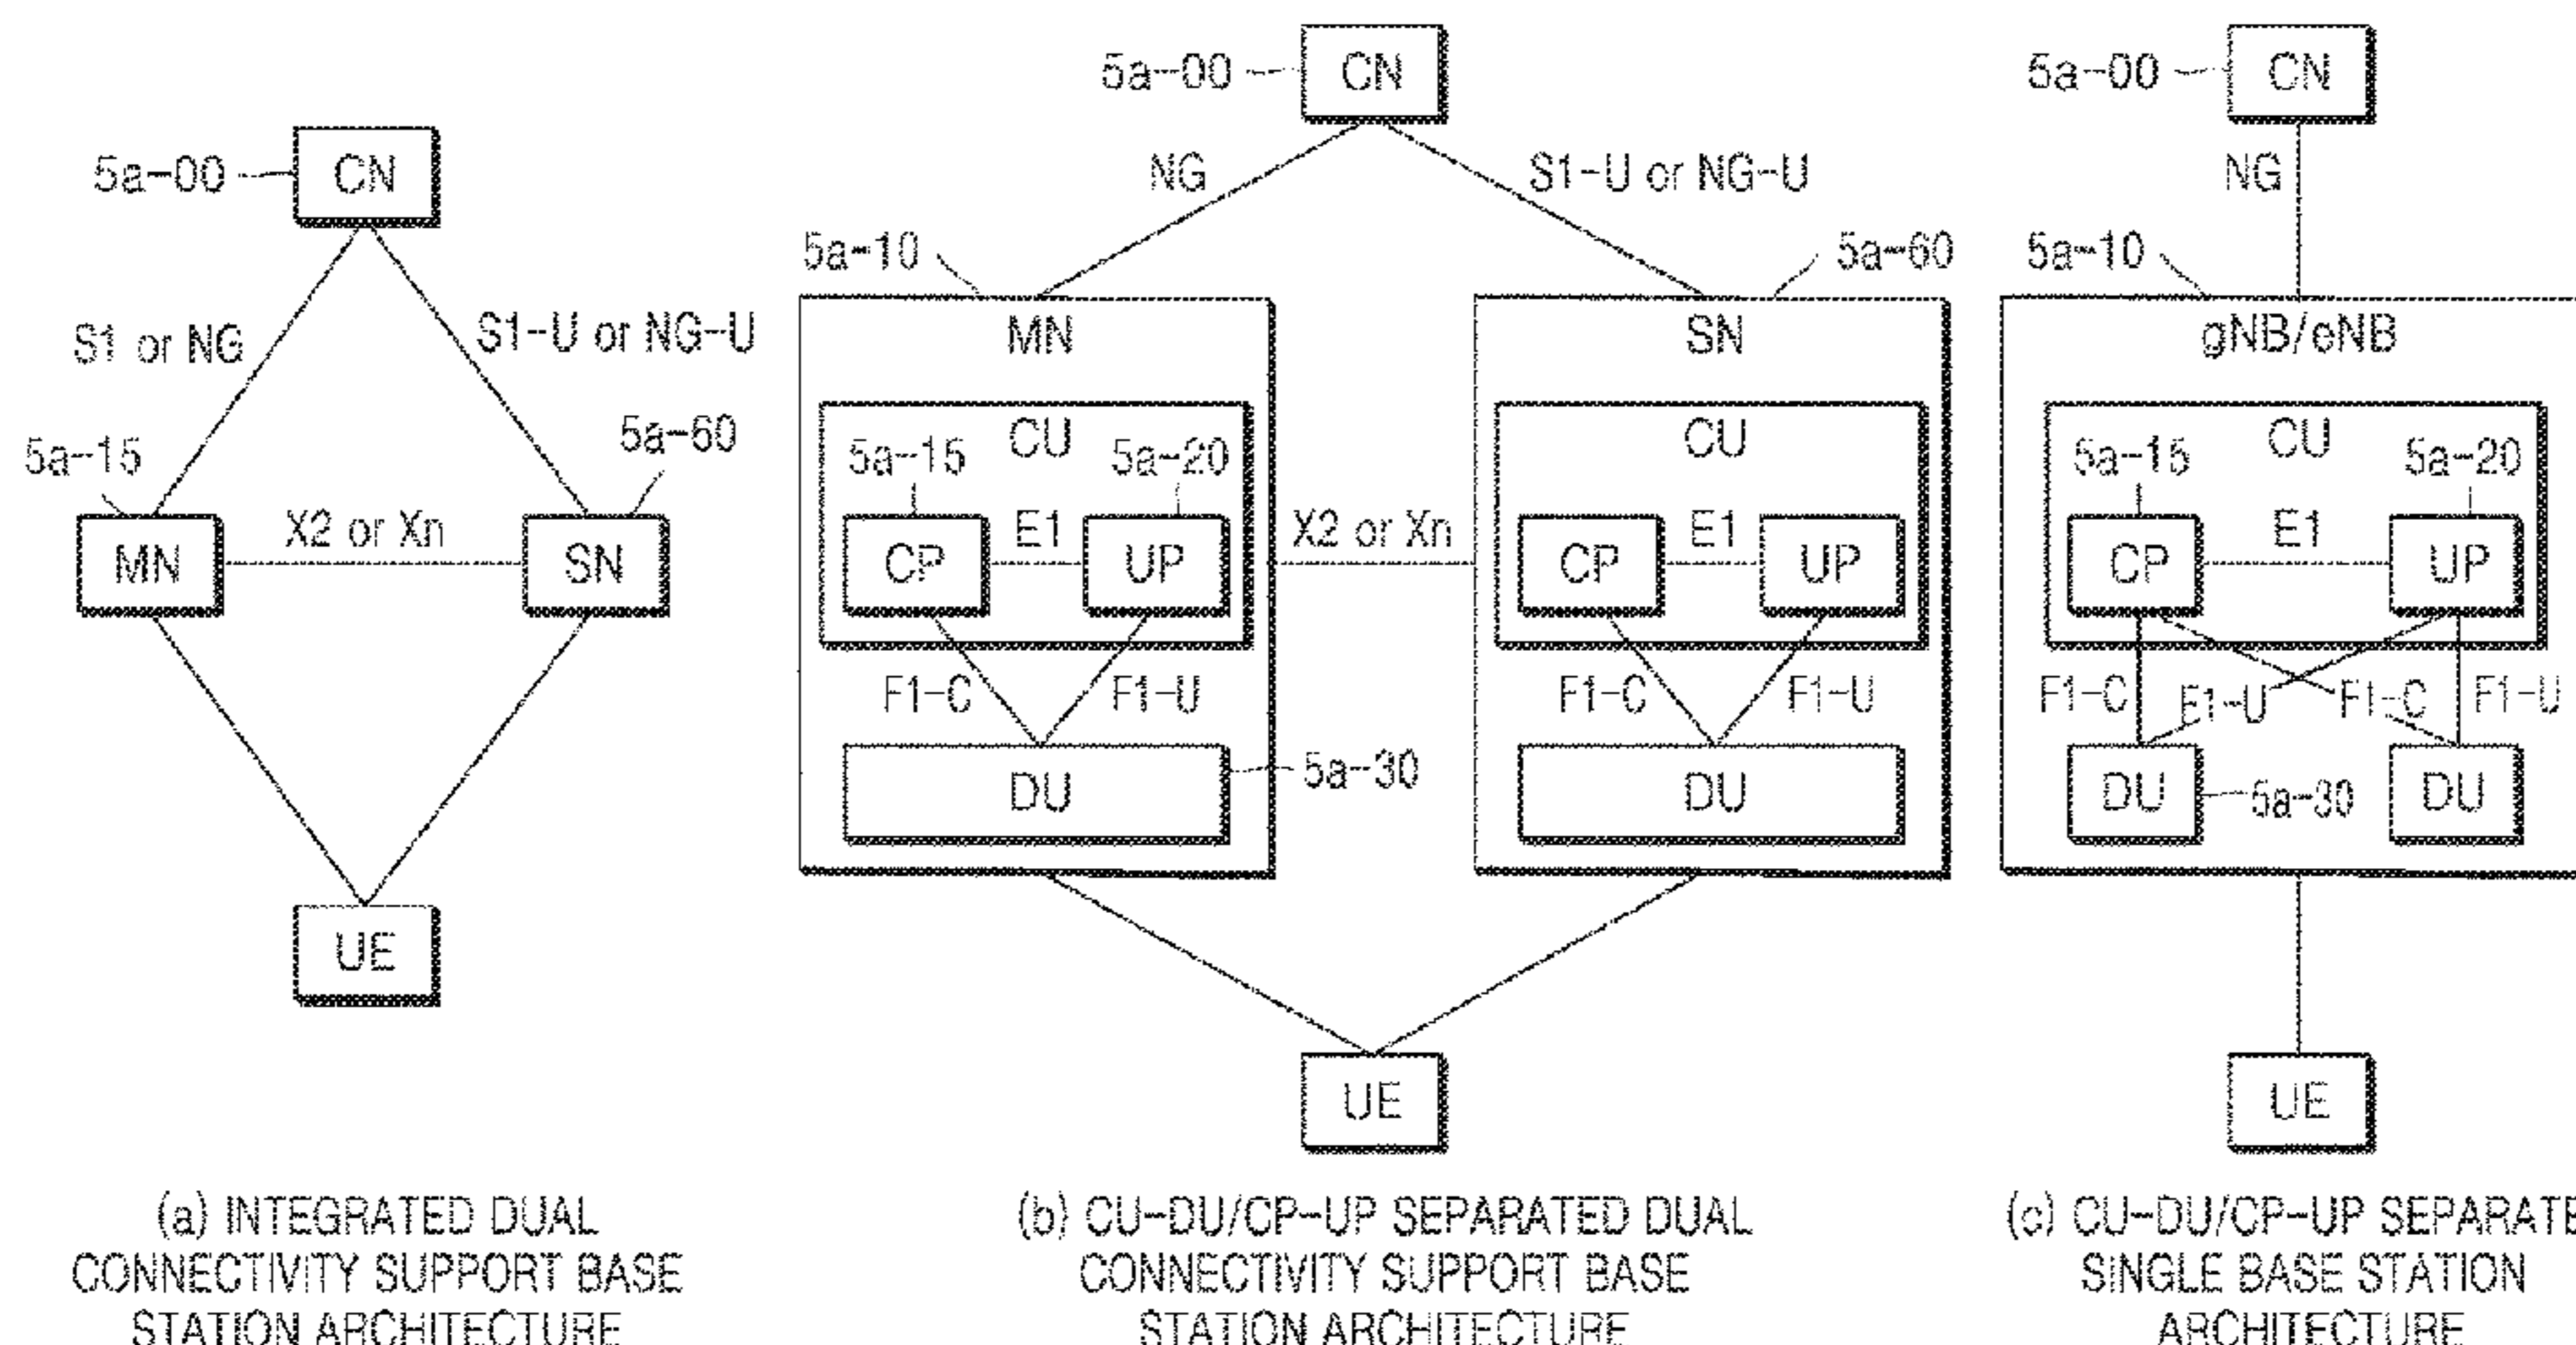 5a-00
CN
S1 or NG
S1-U or NG-U
5a-15
5a-60
MN
X2 or Xn
SN
UE
(a) INTEGRATED DUAL
CONNECTIVITY SUPPORT BASE
STATION ARCHITECTURE
5a-00
CN
NG
S1-U or NG-U
5a-10
5a-60
MN
CU
5a-15
5a-20
CP
E1
UP
F1-C
F1-U
DU
5a-30
X2 or Xn
SN
CU
CP
E1
UP
F1-C
F1-U
DU
UE
(b) CU-DU/CP-UP SEPARATED DUAL
CONNECTIVITY SUPPORT BASE
STATION ARCHITECTURE
5a-00
CN
NG
5a-10
gNB/eNB
CU
5a-15
5a-20
CP
E1
UP
F1-C
F1-U
F1-C
F1-U
DU
5a-30
DU
UE
(c) CU-DU/CP-UP SEPARATE
SINGLE BASE STATION
ARCHITECTURE